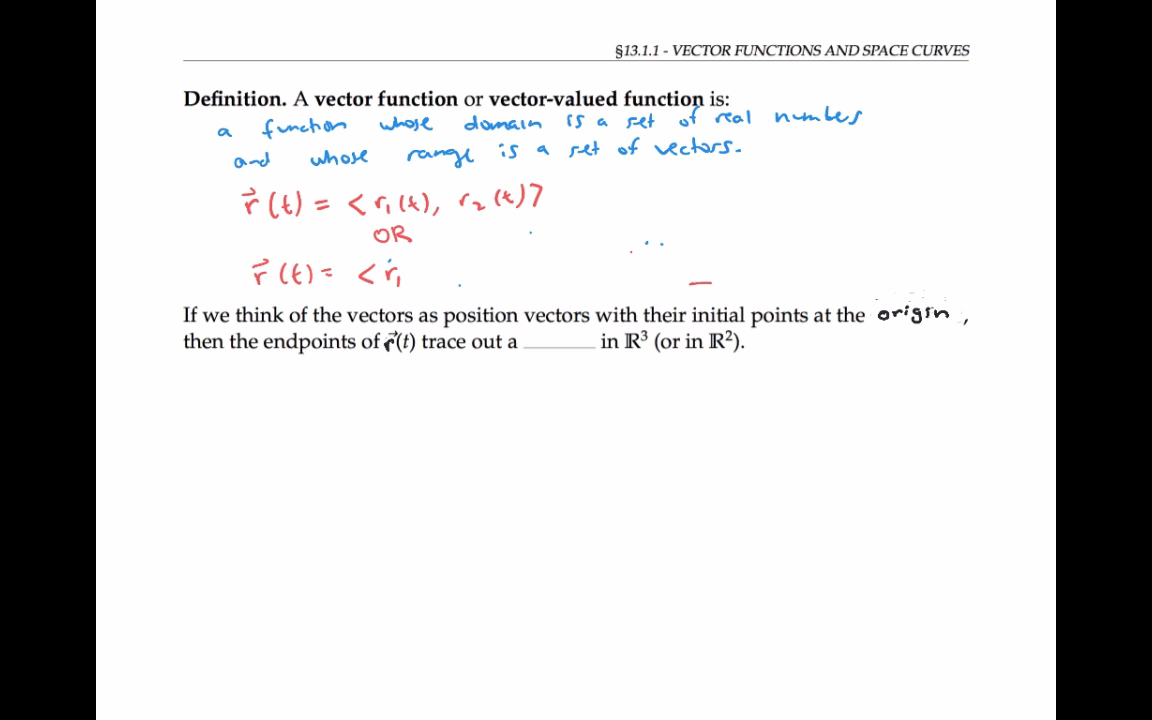 §13.1.1 - VECTOR FUNCTIONS AND SPACE CURVES
Definition. A vector function or vector-valued function is:
a function whose domain is a set of real numbers
and whose range is a set of vectors.
r⃗(t) = <r₁(t), r₂(t)>
OR
r⃗(t) = <r₁
If we think of the vectors as position vectors with their initial points at the origin,
then the endpoints of r⃗(t) trace out a ______ in ℝ³ (or in ℝ²).